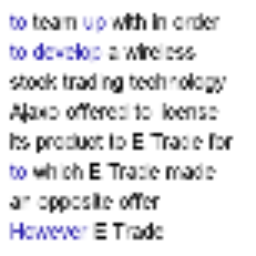 to team up with in order
to develop a wireless
stock trading technology
Ajaxo offered to license
its product to E Trade for
to which E Trade made
an opposite offer
However E Trade